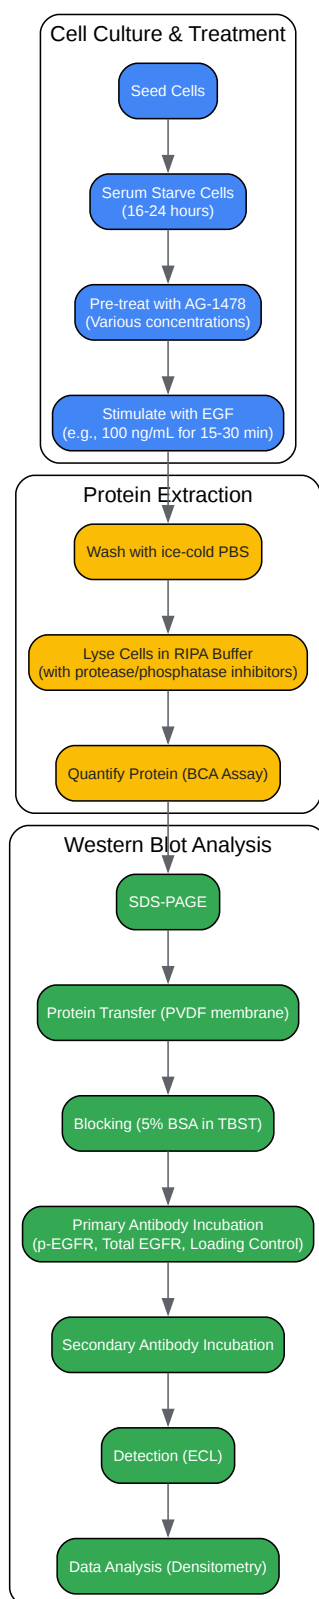 Cell Culture & Treatment
Seed Cells
Serum Starve Cells
(16-24 hours)
Pre-treat with AG-1478
(Various concentrations)
Stimulate with EGF
(e.g., 100 ng/mL for 15-30 min)
Protein Extraction
Wash with ice-cold PBS
Lyse Cells in RIPA Buffer
(with protease/phosphatase inhibitors)
Quantify Protein (BCA Assay)
Western Blot Analysis
SDS-PAGE
Protein Transfer (PVDF membrane)
Blocking (5% BSA in TBST)
Primary Antibody Incubation
(p-EGFR, Total EGFR, Loading Control)
Secondary Antibody Incubation
Detection (ECL)
Data Analysis (Densitometry)